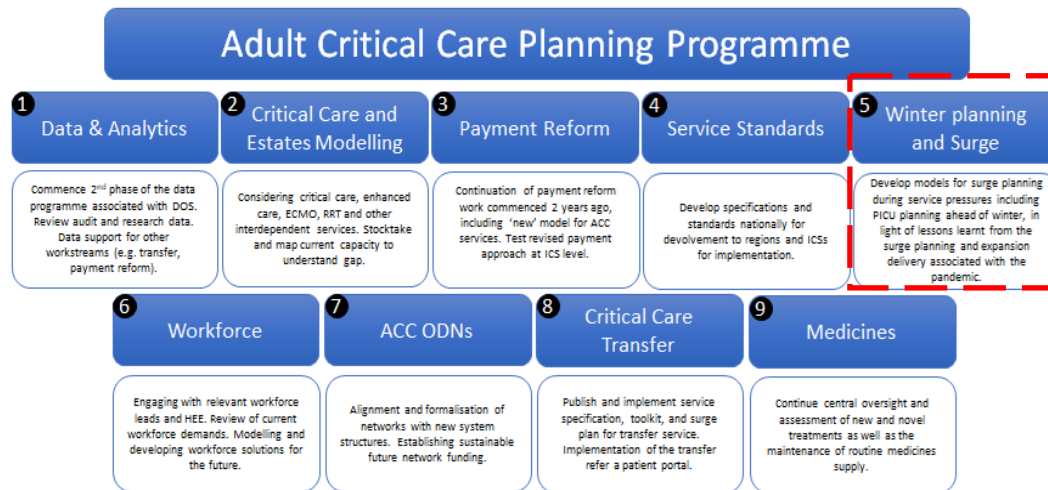 Adult Critical Care Planning Programme
1
Data & Analytics
Commence 2nd phase of the data
programme associated with DOS.
Review audit and research data.
Data support for other
workstreams (e.g. transfer,
payment reform).
2
Critical Care and
Estates Modelling
Considering critical care, enhanced
care, ECMO, RRT and other
interdependent services. Stocktake
and map current capacity to
understand gap.
3
Payment Reform
Continuation of payment reform
work commenced 2 years ago,
including ‘new’ model for ACC
services. Test revised payment
approach at ICS level.
4
Service Standards
Develop specifications and
standards nationally for
devolvement to regions and ICSs
for implementation.
5
Winter planning
and Surge
Develop models for surge planning
during service pressures including
PICU planning ahead of winter, in
light of lessons learnt from the
surge planning and expansion
delivery associated with the
pandemic.
6
Workforce
Engaging with relevant workforce
leads and HEE. Review of current
workforce demands. Modelling and
developing workforce solutions for
the future.
7
ACC ODNs
Alignment and formalisation of
networks with new system
structures. Establishing sustainable
future network funding.
8
Critical Care
Transfer
Publish and implement service
specification, toolkit, and surge
plan for transfer service.
Implementation of the transfer
refer a patient portal.
9
Medicines
Continue central oversight and
assessment of new and novel
treatments as well as the
maintenance of routine medicines
supply.